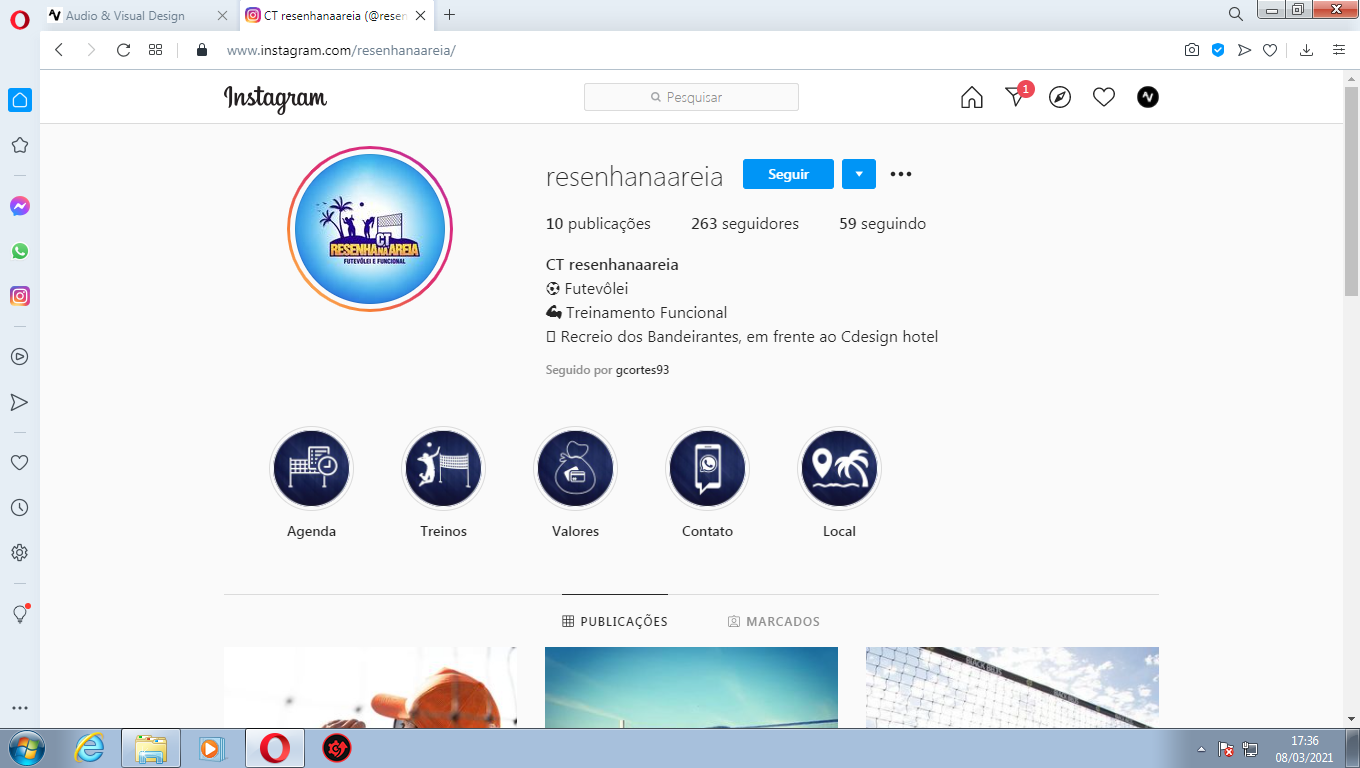 Audio & Visual Design
CT resenhanaareia (@reser
www.instagram.com/resenhanaareia/
Instagram
Pesquisar
1
resenhanaareia
Seguir
10 publicações
263 seguidores
59 seguindo
CT resenhanaareia
Futevôlei
Treinamento Funcional
Recreio dos Bandeirantes, em frente ao Cdesign hotel
Seguido por gcortes93
CT
RESENHA NA AREIA
FUTEVÔLEI E FUNCIONAL
Agenda
Treinos
Valores
Contato
Local
PUBLICAÇÕES
MARCADOS
17:36
08/03/2021